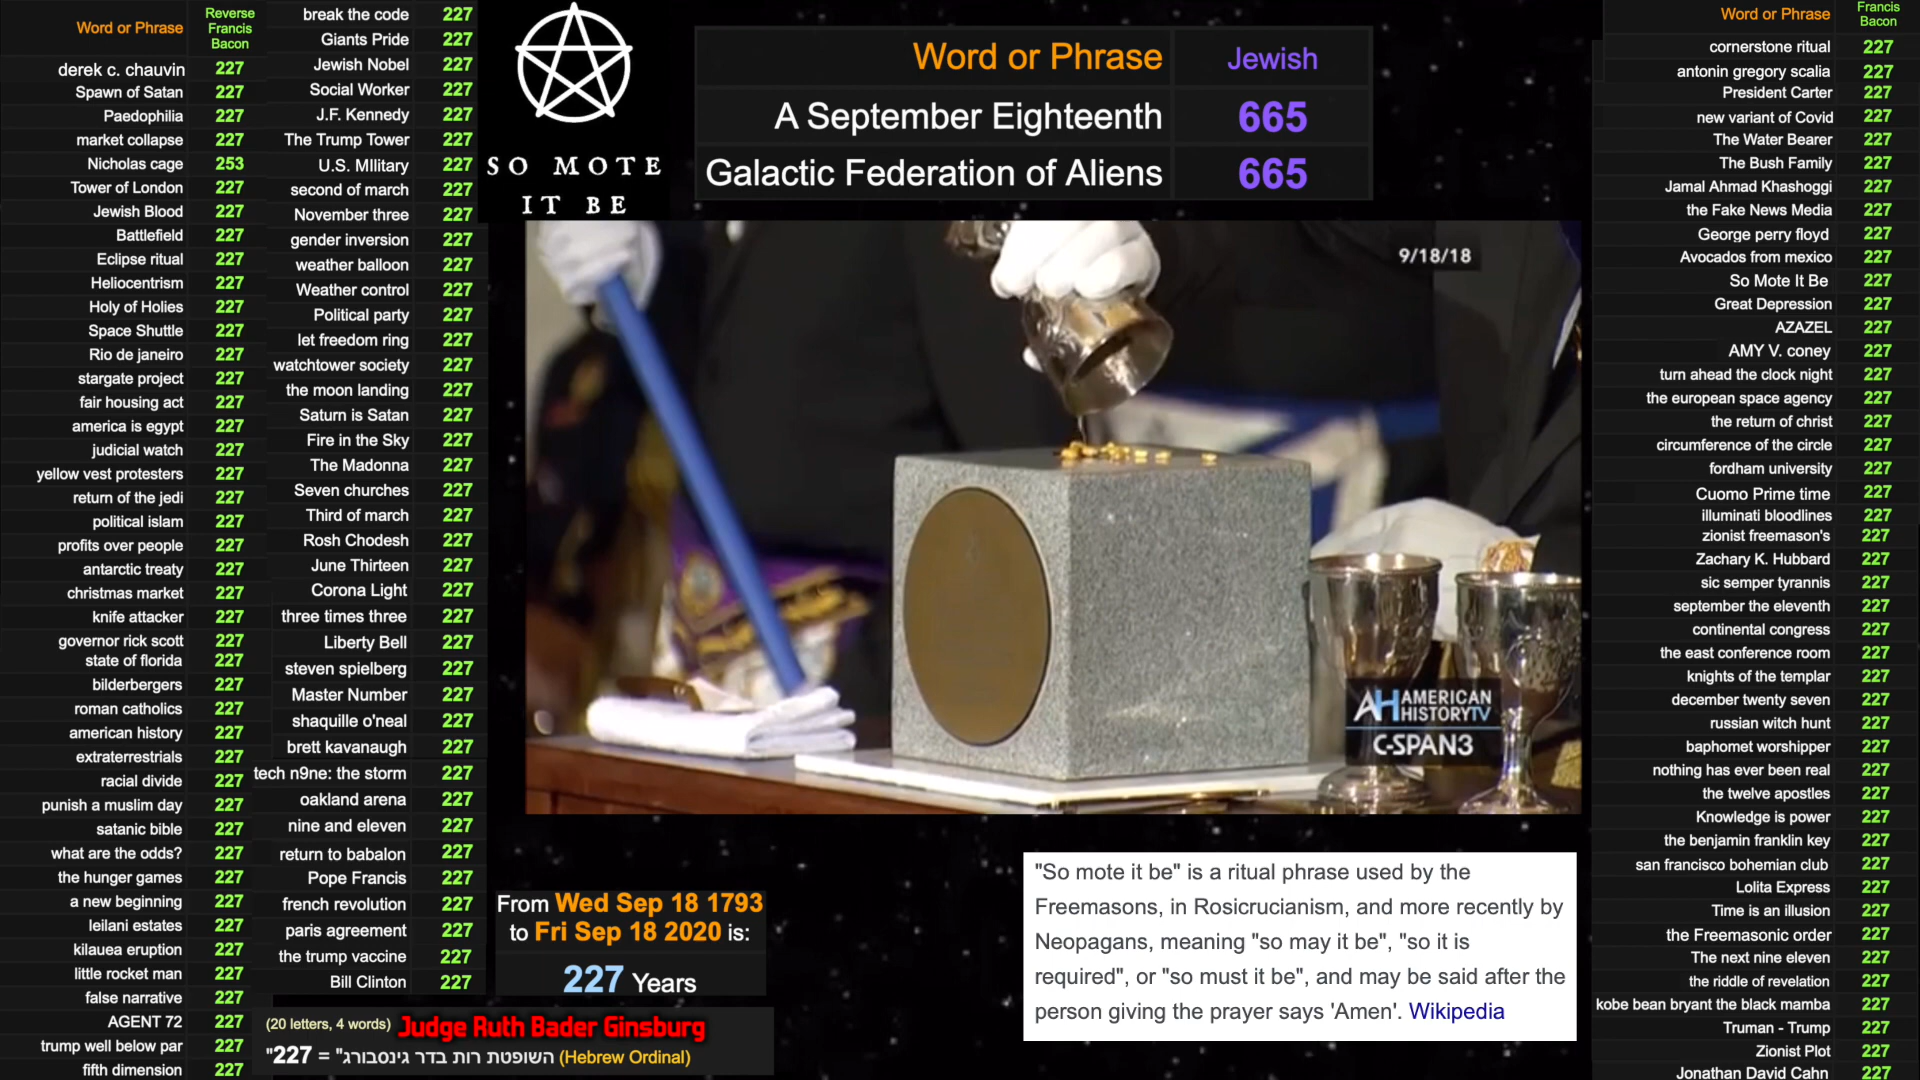 Word or Phrase Reverse Francis Bacon
derek c. chauvin 227
Spawn of Satan 227
Paedophilia 227
market collapse 227
Nicholas cage 253
Tower of London 227
Jewish Blood 227
Battlefield 227
Eclipse ritual 227
Heliocentrism 227
Holy of Holies 227
Space Shuttle 227
Rio de janeiro 227
stargate project 227
fair housing act 227
america is egypt 227
judicial watch 227
yellow vest protesters 227
return of the jedi 227
political islam 227
profits over people 227
antarctic treaty 227
christmas market 227
knife attacker 227
governor rick scott 227
state of florida 227
bilderbergers 227
roman catholics 227
american history 227
extraterrestrials 227
racial divide 227
punish a muslim day 227
satanic bible 227
what are the odds? 227
the hunger games 227
a new beginning 227
leilani estates 227
kilauea eruption 227
little rocket man 227
false narrative 227
AGENT 72 227
trump well below par 227
fifth dimension 227
break the code 227
Giants Pride 227
Jewish Nobel 227
Social Worker 227
J.F. Kennedy 227
The Trump Tower 227
U.S. MIlitary 227
second of march 227
November three 227
gender inversion 227
weather balloon 227
Weather control 227
Political party 227
let freedom ring 227
watchtower society 227
the moon landing 227
Saturn is Satan 227
Fire in the Sky 227
The Madonna 227
Seven churches 227
Third of march 227
Rosh Chodesh 227
June Thirteen 227
Corona Light 227
three times three 227
Liberty Bell 227
steven spielberg 227
Master Number 227
shaquille o'neal 227
brett kavanaugh 227
tech n9ne: the storm 227
oakland arena 227
nine and eleven 227
return to babalon 227
Pope Francis 227
french revolution 227
paris agreement 227
the trump vaccine 227
Bill Clinton 227
SO MOTE
IT BE
Word or Phrase Jewish
A September Eighteenth 665
Galactic Federation of Aliens 665
9/18/18
AH AMERICAN
HISTORYTV
C-SPAN3
From Wed Sep 18 1793
to Fri Sep 18 2020 is:
227 Years
(20 letters, 4 words) Judge Ruth Bader Ginsburg
"השופטת רות בדר גינסבורג" = 227 (Hebrew Ordinal)
"So mote it be" is a ritual phrase used by the
Freemasons, in Rosicrucianism, and more recently by
Neopagans, meaning "so may it be", "so it is
required", or "so must it be", and may be said after the
person giving the prayer says 'Amen'. Wikipedia
Word or Phrase Francis Bacon
cornerstone ritual 227
antonin gregory scalia 227
President Carter 227
new variant of Covid 227
The Water Bearer 227
The Bush Family 227
Jamal Ahmad Khashoggi 227
the Fake News Media 227
George perry floyd 227
Avocados from mexico 227
So Mote It Be 227
Great Depression 227
AZAZEL 227
AMY V. coney 227
turn ahead the clock night 227
the european space agency 227
the return of christ 227
circumference of the circle 227
fordham university 227
Cuomo Prime time 227
illuminati bloodlines 227
zionist freemason's 227
Zachary K. Hubbard 227
sic semper tyrannis 227
september the eleventh 227
continental congress 227
the east conference room 227
knights of the templar 227
december twenty seven 227
russian witch hunt 227
baphomet worshipper 227
nothing has ever been real 227
the twelve apostles 227
Knowledge is power 227
the benjamin franklin key 227
san francisco bohemian club 227
Lolita Express 227
Time is an illusion 227
the Freemasonic order 227
The next nine eleven 227
the riddle of revelation 227
kobe bean bryant the black mamba 227
Truman - Trump 227
Zionist Plot 227
Jonathan David Cahn 227